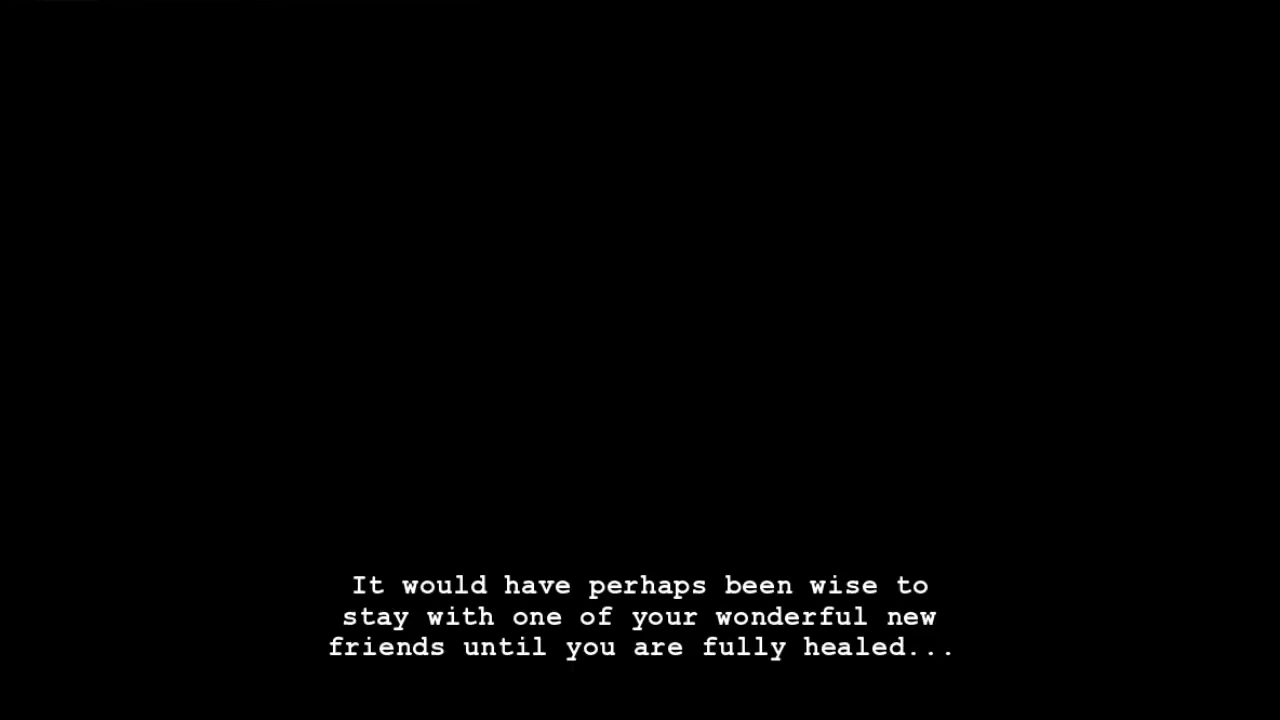 It would have perhaps been wise to
stay with one of your wonderful new
friends until you are fully healed...